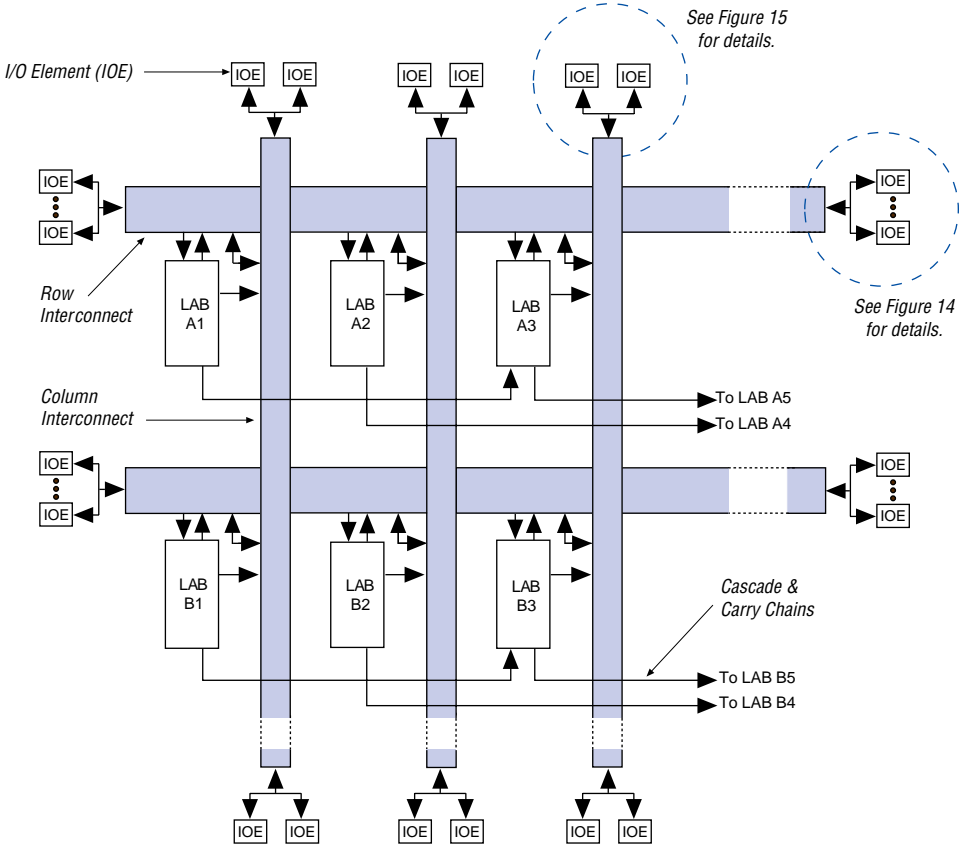 See Figure 15
for details.
I/O Element (IOE)
IOE IOE IOE IOE IOE IOE
IOE IOE
IOE IOE
Row
Interconnect
LAB
A1
LAB
A2
LAB
A3
See Figure 14
for details.
Column
Interconnect
To LAB A5
To LAB A4
IOE IOE
IOE IOE
LAB
B1
LAB
B2
LAB
B3
Cascade &
Carry Chains
To LAB B5
To LAB B4
IOE IOE IOE IOE IOE IOE